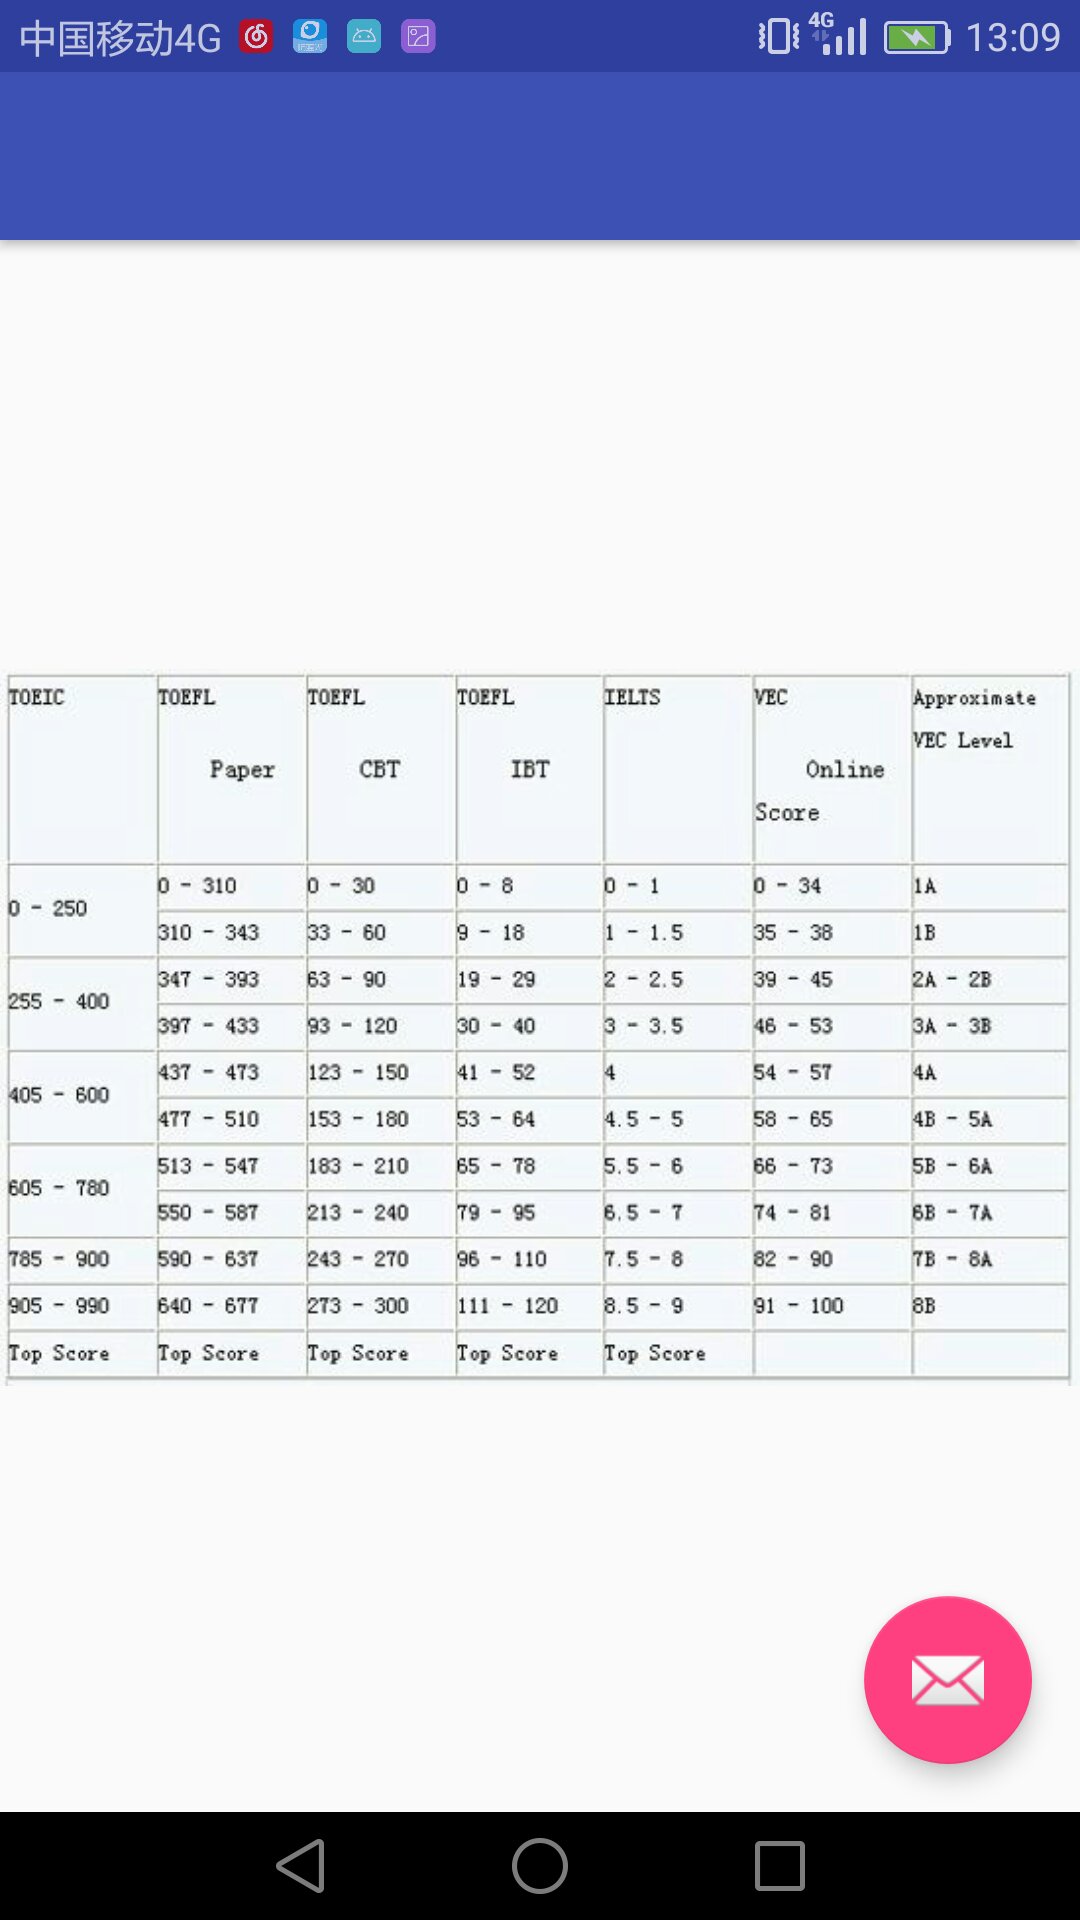 中国移动4G 4G 13:09
TOEIC TOEFL TOEFL TOEFL IELTS VEC Approximate
VEC Level
Paper CBT IBT Online
Score
0 - 250
0 - 310 0 - 30 0 - 8 0 - 1 0 - 34 1A
310 - 343 33 - 60 9 - 18 1 - 1.5 35 - 38 1B
255 - 400
347 - 393 63 - 90 19 - 29 2 - 2.5 39 - 45 2A - 2B
397 - 433 93 - 120 30 - 40 3 - 3.5 46 - 53 3A - 3B
405 - 600
437 - 473 123 - 150 41 - 52 4 54 - 57 4A
477 - 510 153 - 180 53 - 64 4.5 - 5 58 - 65 4B - 5A
605 - 780
513 - 547 183 - 210 65 - 78 5.5 - 6 66 - 73 5B - 6A
550 - 587 213 - 240 79 - 95 6.5 - 7 74 - 81 6B - 7A
785 - 900 590 - 637 243 - 270 96 - 110 7.5 - 8 82 - 90 7B - 8A
905 - 990 640 - 677 273 - 300 111 - 120 8.5 - 9 91 - 100 8B
Top Score Top Score Top Score Top Score Top Score